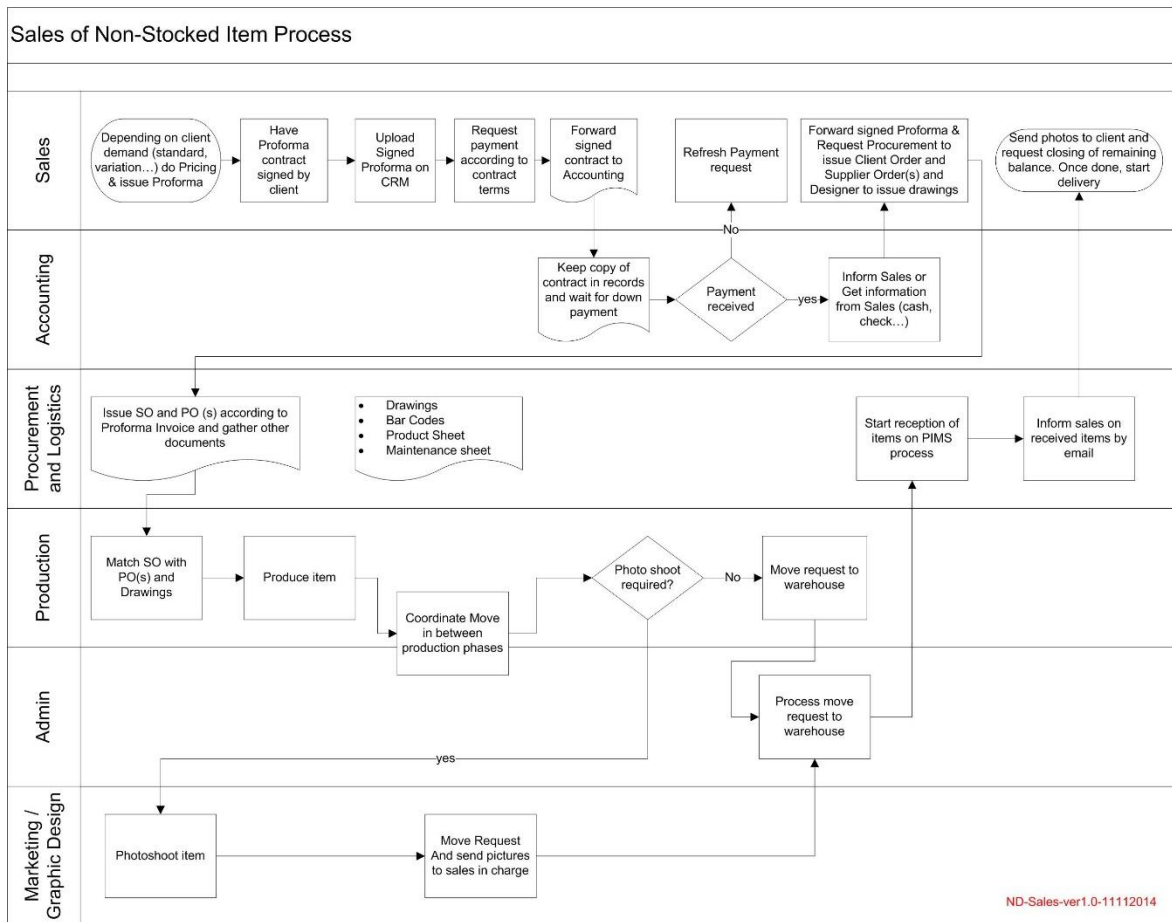 Sales of Non-Stocked Item Process
Sales
Depending on client
demand (standard,
variation…) do Pricing
& issue Proforma
Have
Proforma
contract
signed by
client
Upload
Signed
Proforma on
CRM
Request
payment
according to
contract
terms
Forward
signed
contract to
Accounting
Refresh Payment
request
Forward signed Proforma &
Request Procurement to
issue Client Order and
Supplier Order(s) and
Designer to issue drawings
Send photos to client and
request closing of remaining
balance. Once done, start
delivery
No
Accounting
Keep copy of
contract in records
and wait for down
payment
Payment
received
yes
Inform Sales or
Get information
from Sales (cash,
check…)
Procurement
and Logistics
Issue SO and PO (s) according to
Proforma Invoice and gather other
documents
• Drawings
• Bar Codes
• Product Sheet
• Maintenance sheet
Start reception of
items on PIMS
process
Inform sales on
received items by
email
Production
Match SO with
PO(s) and
Drawings
Produce item
Coordinate Move
in between
production phases
Photo shoot
required?
No
Move request to
warehouse
Admin
Process move
request to
warehouse
yes
Marketing /
Graphic Design
Photoshoot item
Move Request
And send pictures
to sales in charge
ND-Sales-ver1.0-11112014